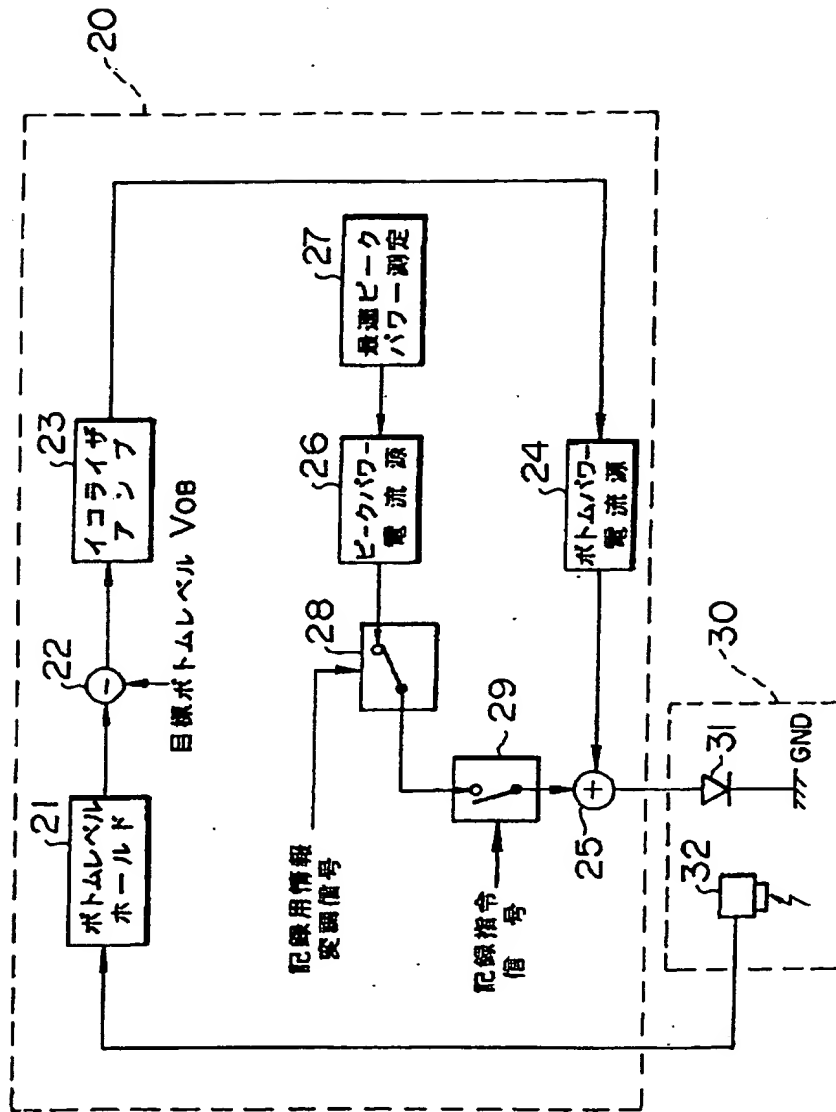 20
21
ボトムレベル
ホールド
22
23
イコライザ
アンプ
目標ボトムレベル VOB
記録用情報
変調信号
28
26
ピークパワー
電流源
27
最適ピーク
パワー測定
記録指令
信号
29
25
+
24
ボトムパワー
電流源
30
32
31
GND